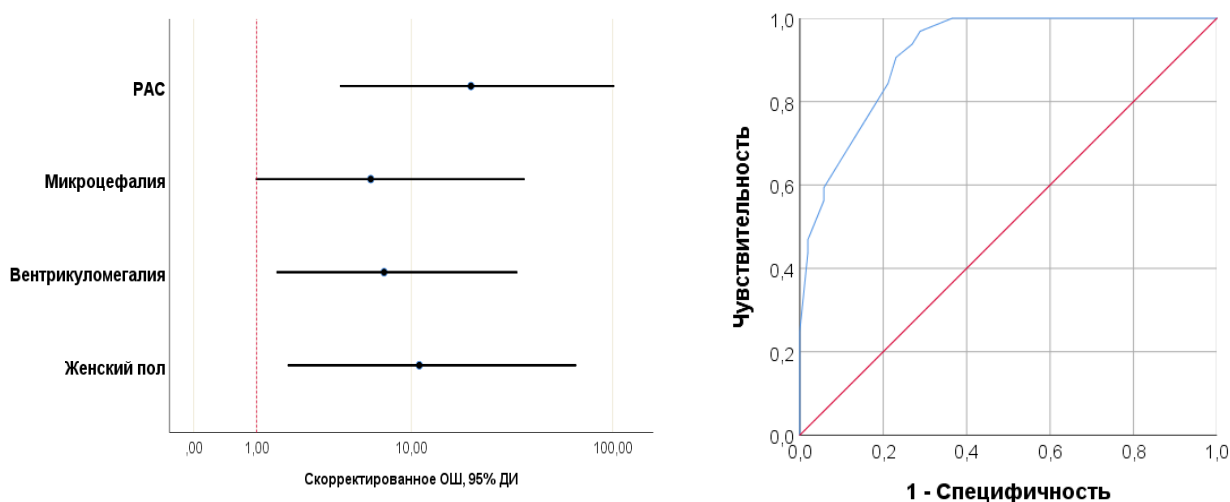 РАС
Микроцефалия
Вентрикуломегалия
Женский пол
,00
1,00
10,00
100,00
Скорректированное ОШ, 95% ДИ
1,0
0,8
0,6
0,4
0,2
0,0
Чувствительность
0,0
0,2
0,4
0,6
0,8
1,0
1 - Специфичность